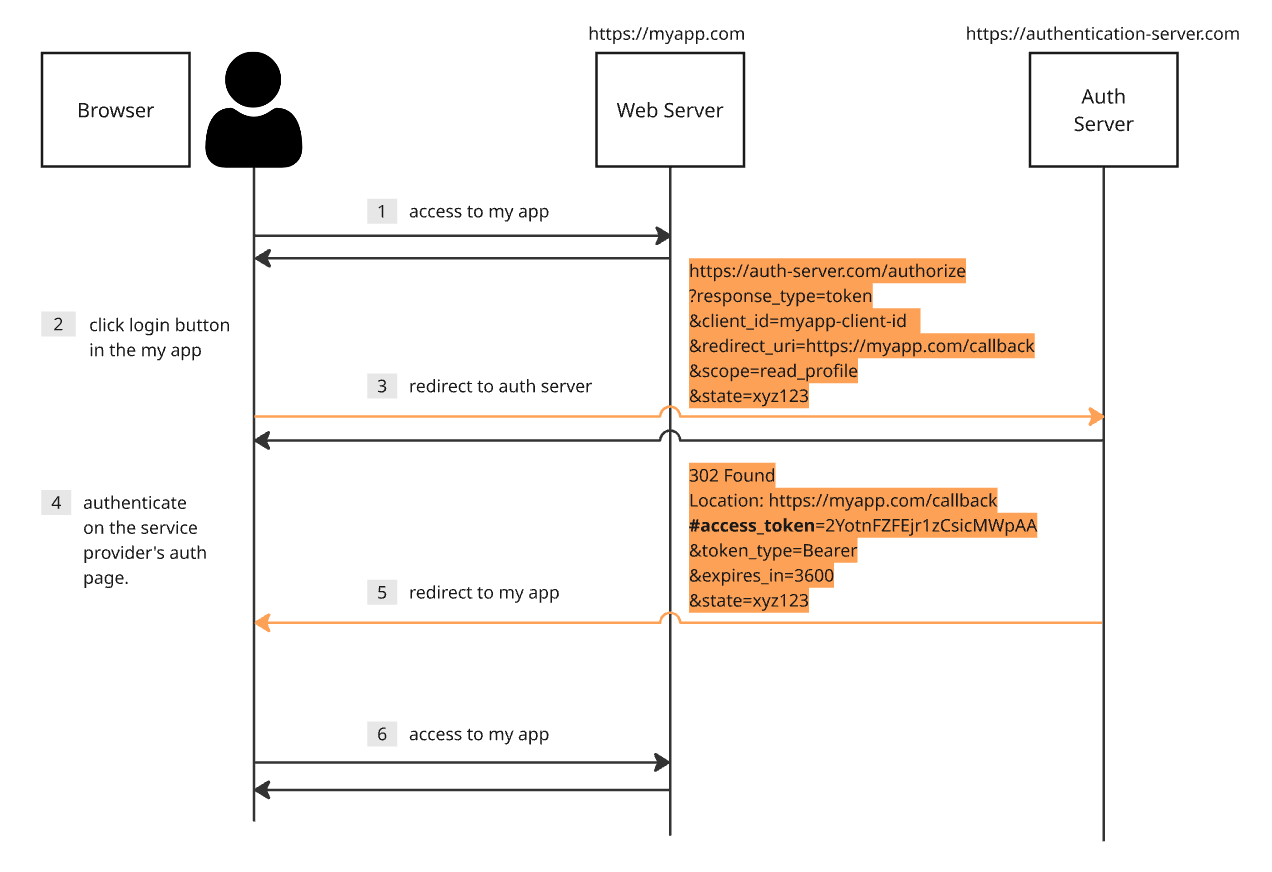 https://myapp.com
https://authentication-server.com
Browser
Web Server
Auth
Server
1 access to my app
https://auth-server.com/authorize
?response_type=token
&client_id=myapp-client-id
&redirect_uri=https://myapp.com/callback
&scope=read_profile
&state=xyz123
2 click login button
in the my app
3 redirect to auth server
302 Found
Location: https://myapp.com/callback
#access_token=2YotnFZFEjr1zCsicMWpAA
&token_type=Bearer
&expires_in=3600
&state=xyz123
4 authenticate
on the service
provider's auth
page.
5 redirect to my app
6 access to my app